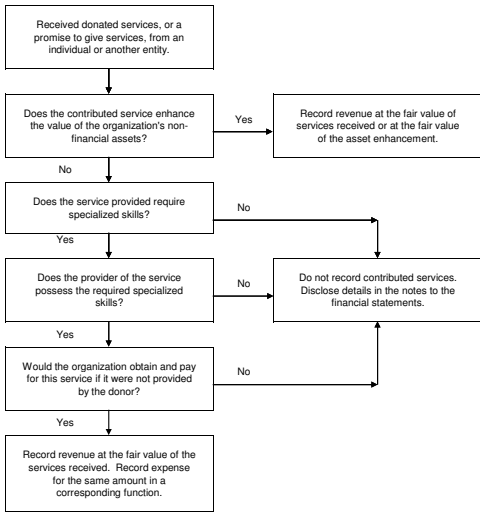 Received donated services, or a
promise to give services, from an
individual or another entity.
Does the contributed service enhance
the value of the organization's non-
financial assets?
Yes
Record revenue at the fair value of
services received or at the fair value
of the asset enhancement.
No
Does the service provided require
specialized skills?
No
Yes
Does the provider of the service
possess the required specialized
skills?
No
Do not record contributed services.
Disclose details in the notes to the
financial statements.
Yes
Would the organization obtain and pay
for this service if it were not provided
by the donor?
No
Yes
Record revenue at the fair value of the
services received.  Record expense
for the same amount in a
corresponding function.